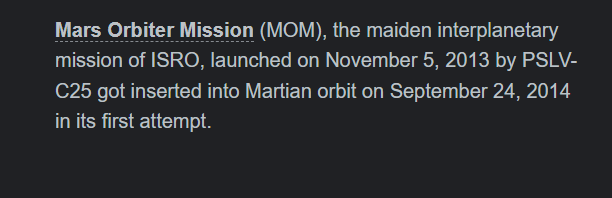 Mars Orbiter Mission (MOM), the maiden interplanetary
mission of ISRO, launched on November 5, 2013 by PSLV-
C25 got inserted into Martian orbit on September 24, 2014
in its first attempt.